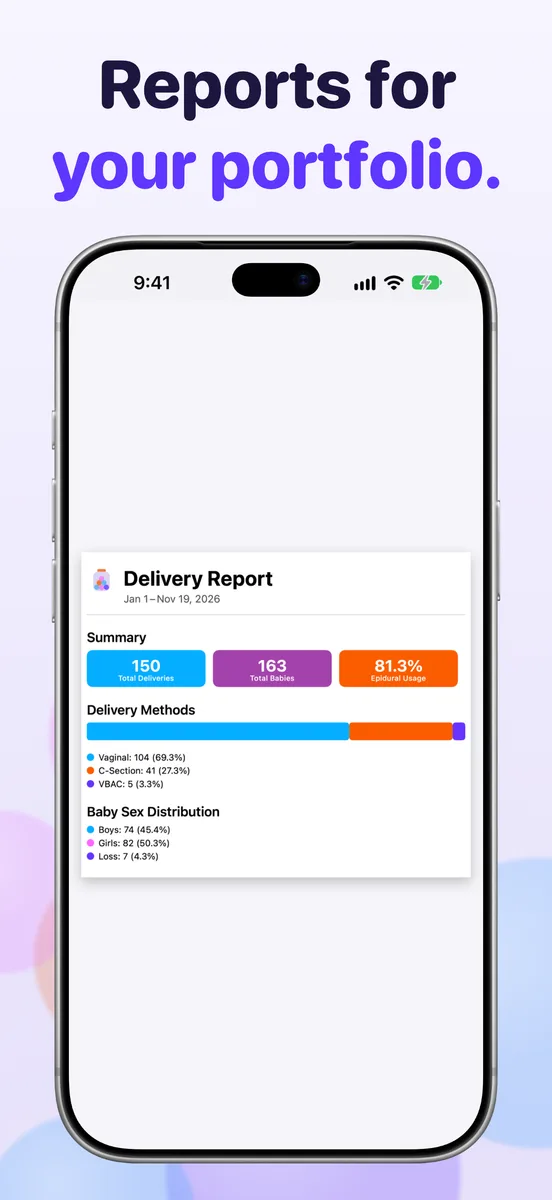 Reports for
your portfolio.
9:41
Delivery Report
Jan 1–Nov 19, 2026
Summary
150
Total Deliveries
163
Total Babies
81.3%
Epidural Usage
Delivery Methods
Vaginal: 104 (69.3%)
C-Section: 41 (27.3%)
VBAC: 5 (3.3%)
Baby Sex Distribution
Boys: 74 (45.4%)
Girls: 82 (50.3%)
Loss: 7 (4.3%)